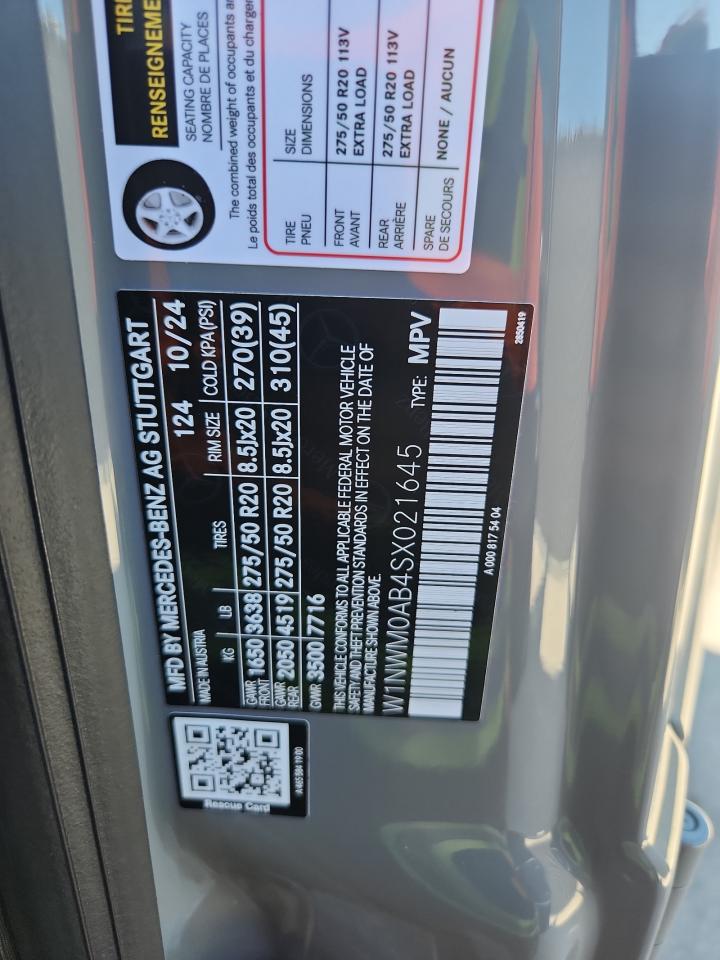 TIRE
RENSEIGNEME
SEATING CAPACITY
NOMBRE DE PLACES
The combined weight of occupants a
Le poids total des occupants et du charge
TIRE SIZE
PNEU DIMENSIONS
FRONT 275/50 R20 113V
AVANT EXTRA LOAD
REAR 275/50 R20 113V
ARRIÈRE EXTRA LOAD
SPARE NONE / AUCUN
DE SECOURS
MFD BY MERCEDES-BENZ AG STUTTGART
MADE IN AUSTRIA 124 10/24
KG LB TIRES RIM SIZE COLD KPA(PSI)
GAWR FRONT 1650 3638 275/50 R20 8.5Jx20 270(39)
GAWR REAR 2050 4519 275/50 R20 8.5Jx20 310(45)
GVWR 3500 7716
THIS VEHICLE CONFORMS TO ALL APPLICABLE FEDERAL MOTOR VEHICLE
SAFETY AND THEFT PREVENTION STANDARDS IN EFFECT ON THE DATE OF
MANUFACTURE SHOWN ABOVE.
W1NWM0AB4SX021645 TYPE: MPV
A 000 817 54 04
2850419
Rescue Card
A 465 584 19 00